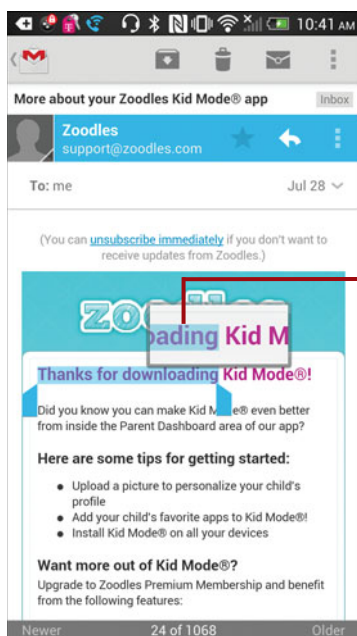 10:41 AM
More about your Zoodles Kid Mode® app
Inbox
Zoodles
support@zoodles.com
To: me
Jul 28
(You can unsubscribe immediately if you don't want to
receive updates from Zoodles.)
ading Kid M
Thanks for downloading Kid Mode®!
Did you know you can make Kid M e® even better
from inside the Parent Dashboard area of our app?
Here are some tips for getting started:
• Upload a picture to personalize your child's
profile
• Add your child's favorite apps to Kid Mode®!
• Install Kid Mode® on all your devices
Want more out of Kid Mode®?
Upgrade to Zoodles Premium Membership and benefit
from the following features:
Newer
24 of 1068
Older